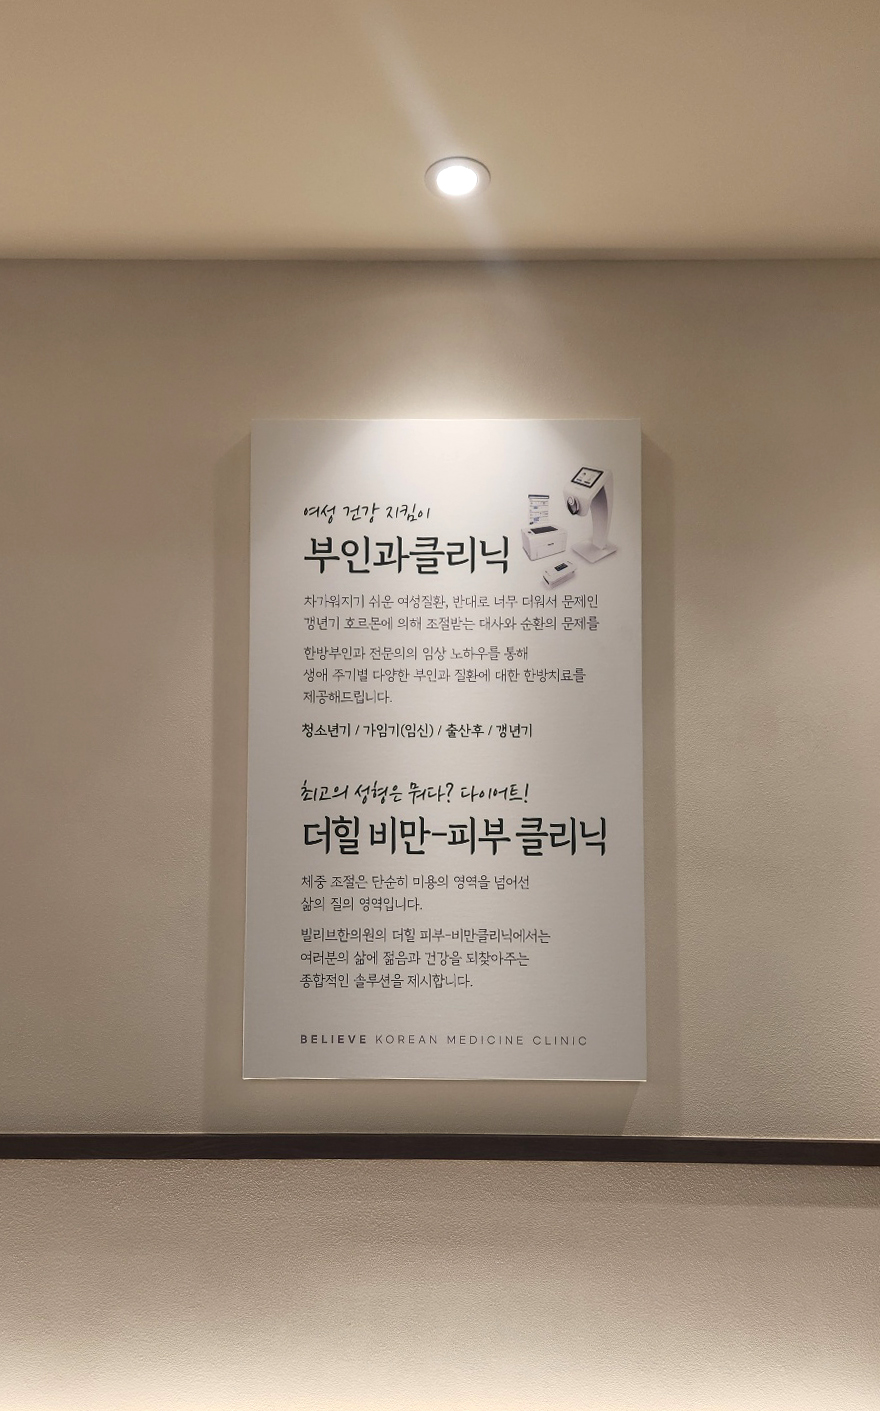 여성 건강 지킴이
부인과클리닉
차가워지기 쉬운 여성질환, 반대로 너무 더워서 문제인
갱년기 호르몬에 의해 조절받는 대사와 순환의 문제를
한방부인과 전문의의 임상 노하우를 통해
생애 주기별 다양한 부인과 질환에 대한 한방치료를
제공해드립니다.
청소년기 / 가임기(임신) / 출산후 / 갱년기
최고의 성형은 뭐다? 다이어트!
더힐 비만-피부 클리닉
체중 조절은 단순히 미용의 영역을 넘어선
삶의 질의 영역입니다.
빌리브한의원의 더힐 피부-비만클리닉에서는
여러분의 삶에 젊음과 건강을 되찾아주는
종합적인 솔루션을 제시합니다.
BELIEVE KOREAN MEDICINE CLINIC